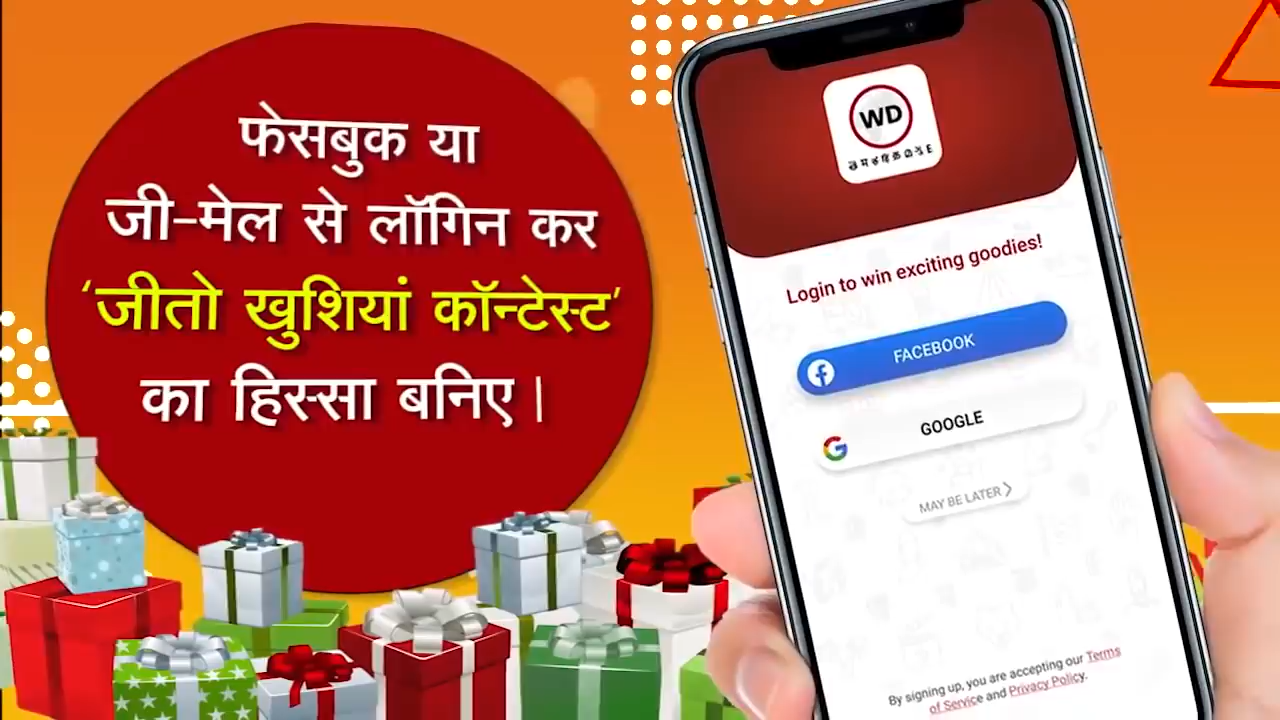 फेसबुक या
जी-मेल से लॉगिन कर
‘जीतो खुशियां कॉन्टेस्ट’
का हिस्सा बनिए|
WD
Login to win exciting goodies!
FACEBOOK
GOOGLE
MAY BE LATER
By signing up, you are accepting our Terms
of Service and Privacy Policy.